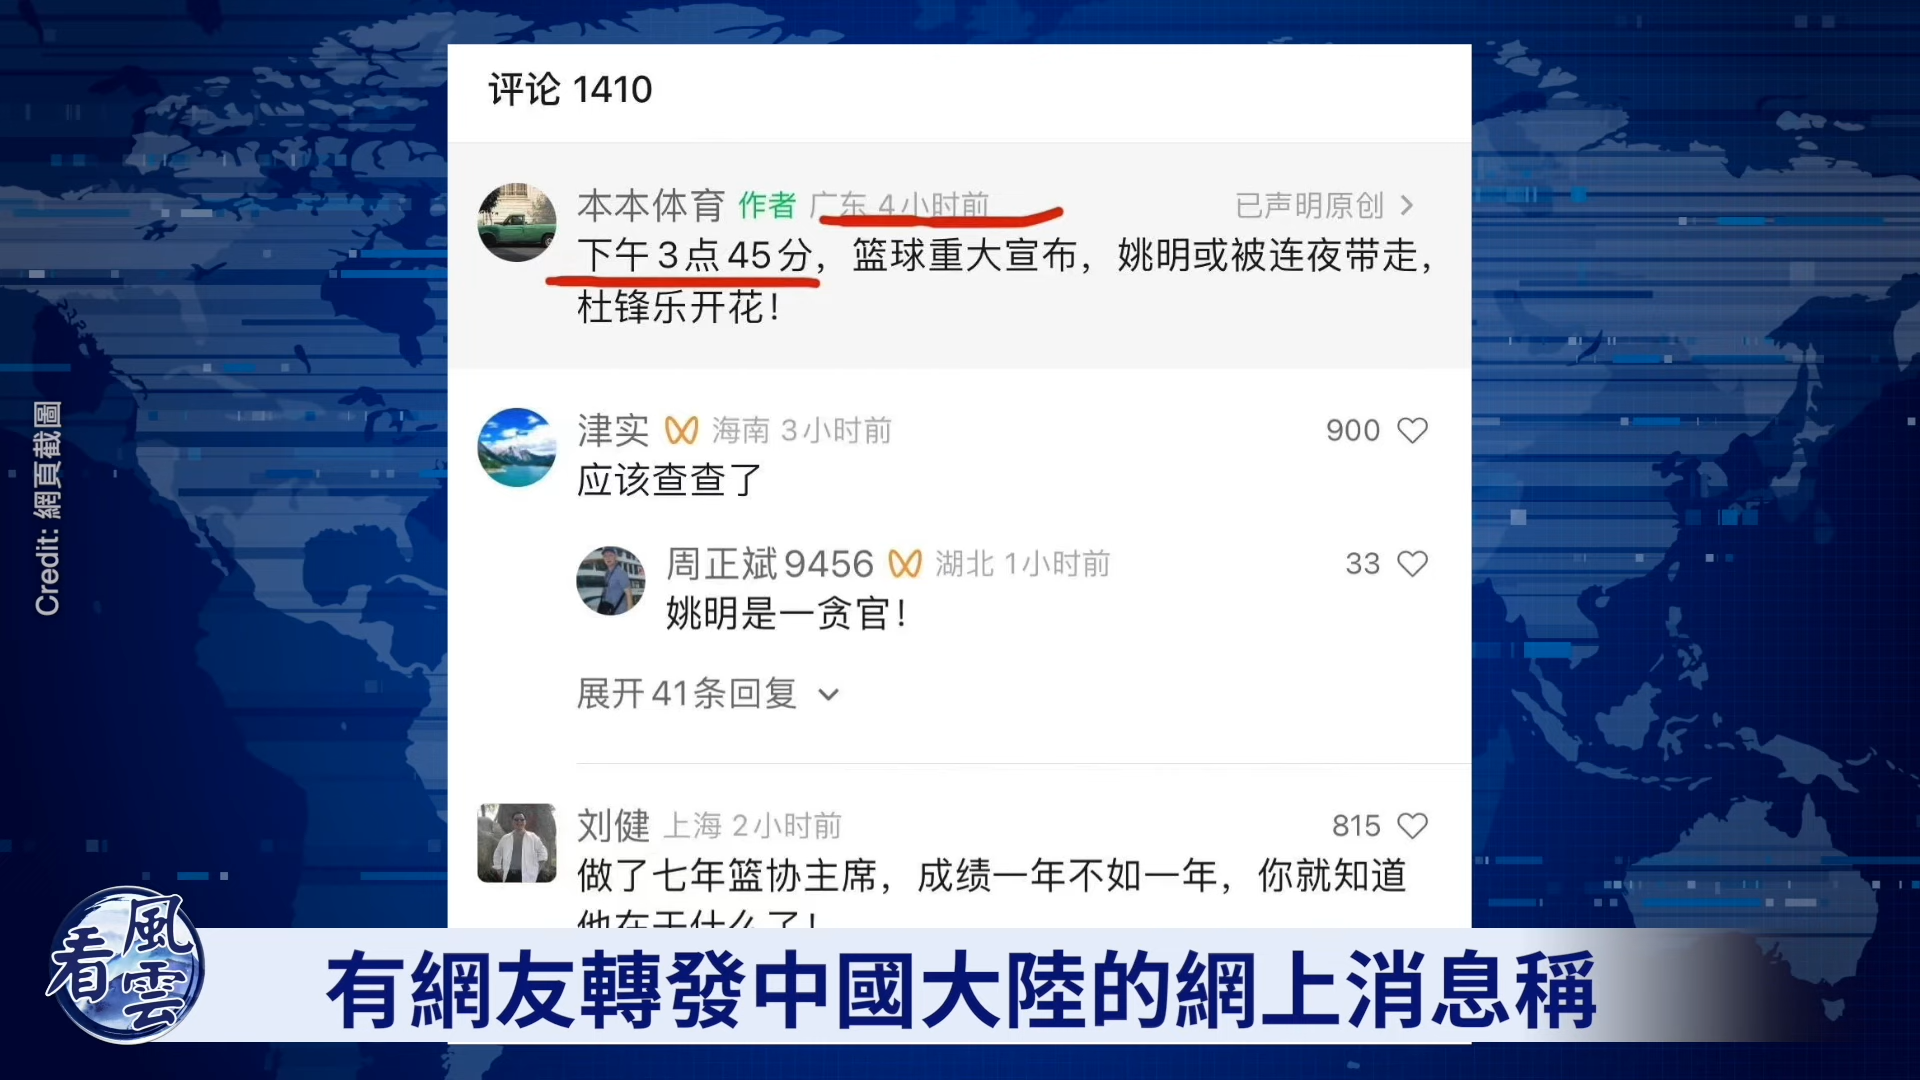 评论 1410
本本体育 作者 广东 4小时前 已声明原创
下午3点45分，篮球重大宣布，姚明或被连夜带走，
杜锋乐开花！
津实 海南 3小时前 900
应该查查了
周正斌9456 湖北 1小时前 33
姚明是一贪官！
展开41条回复
刘健 上海 2小时前 815
做了七年篮协主席，成绩一年不如一年，你就知道
他在干什么了！
Credit: 網頁截圖
看風雲
有網友轉發中國大陸的網上消息稱